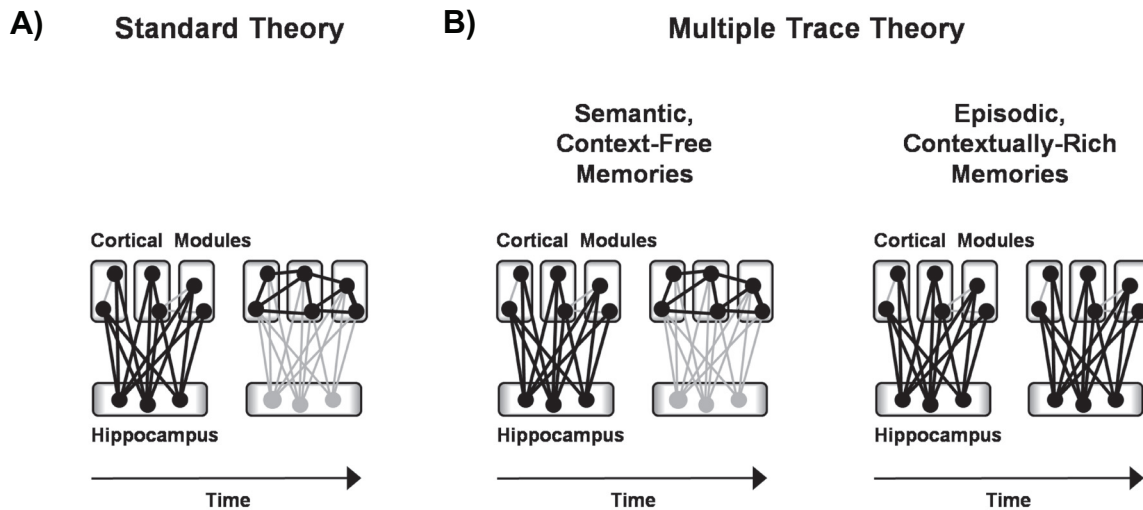 A)
Standard Theory
B)
Multiple Trace Theory
Semantic,
Context-Free
Memories
Episodic,
Contextually-Rich
Memories
Cortical Modules
Hippocampus
Time
Cortical Modules
Hippocampus
Time
Cortical Modules
Hippocampus
Time